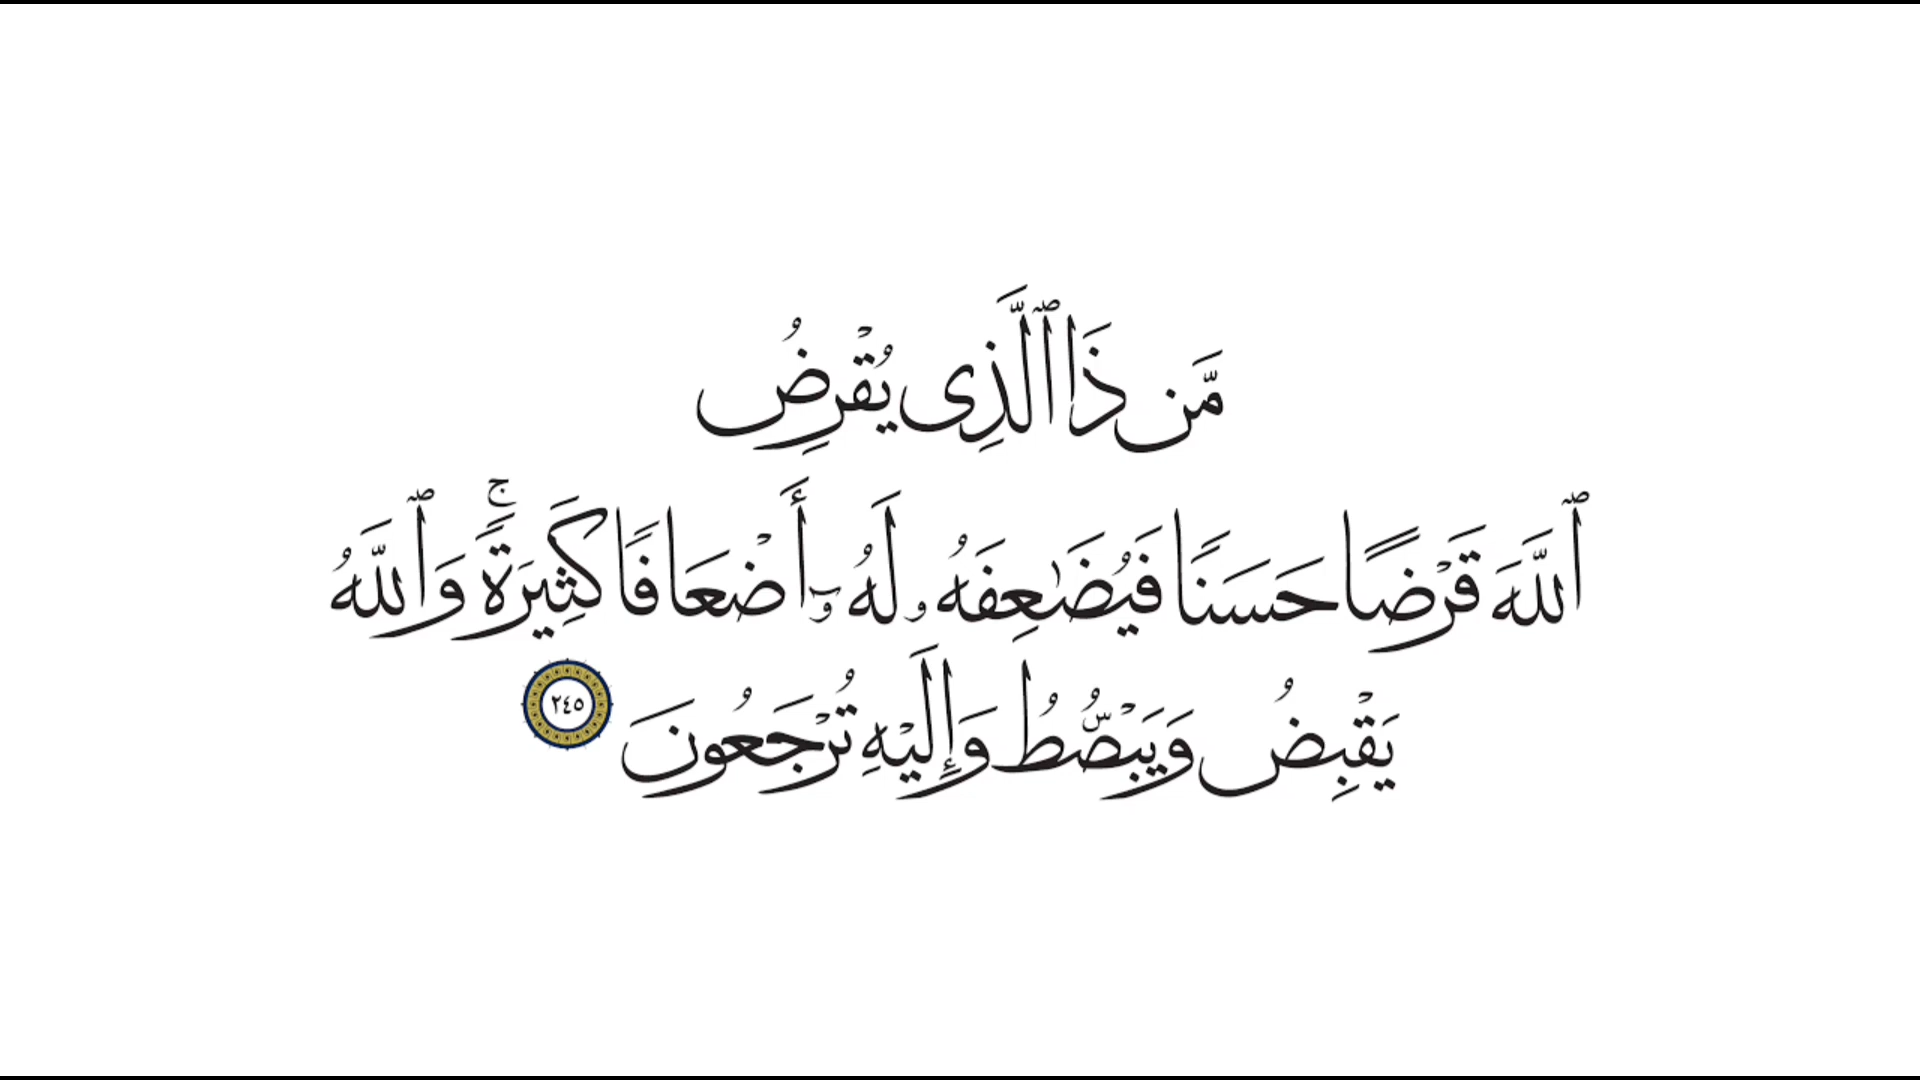 مَّن ذَا ٱلَّذِى يُقْرِضُ
ٱللَّهَ قَرْضًا حَسَنًا فَيُضَٰعِفَهُۥ لَهُۥٓ أَضْعَافًا كَثِيرَةًۚ وَٱللَّهُ
يَقْبِضُ وَيَبْصُۜطُ وَإِلَيْهِ تُرْجَعُونَ ٢٤٥